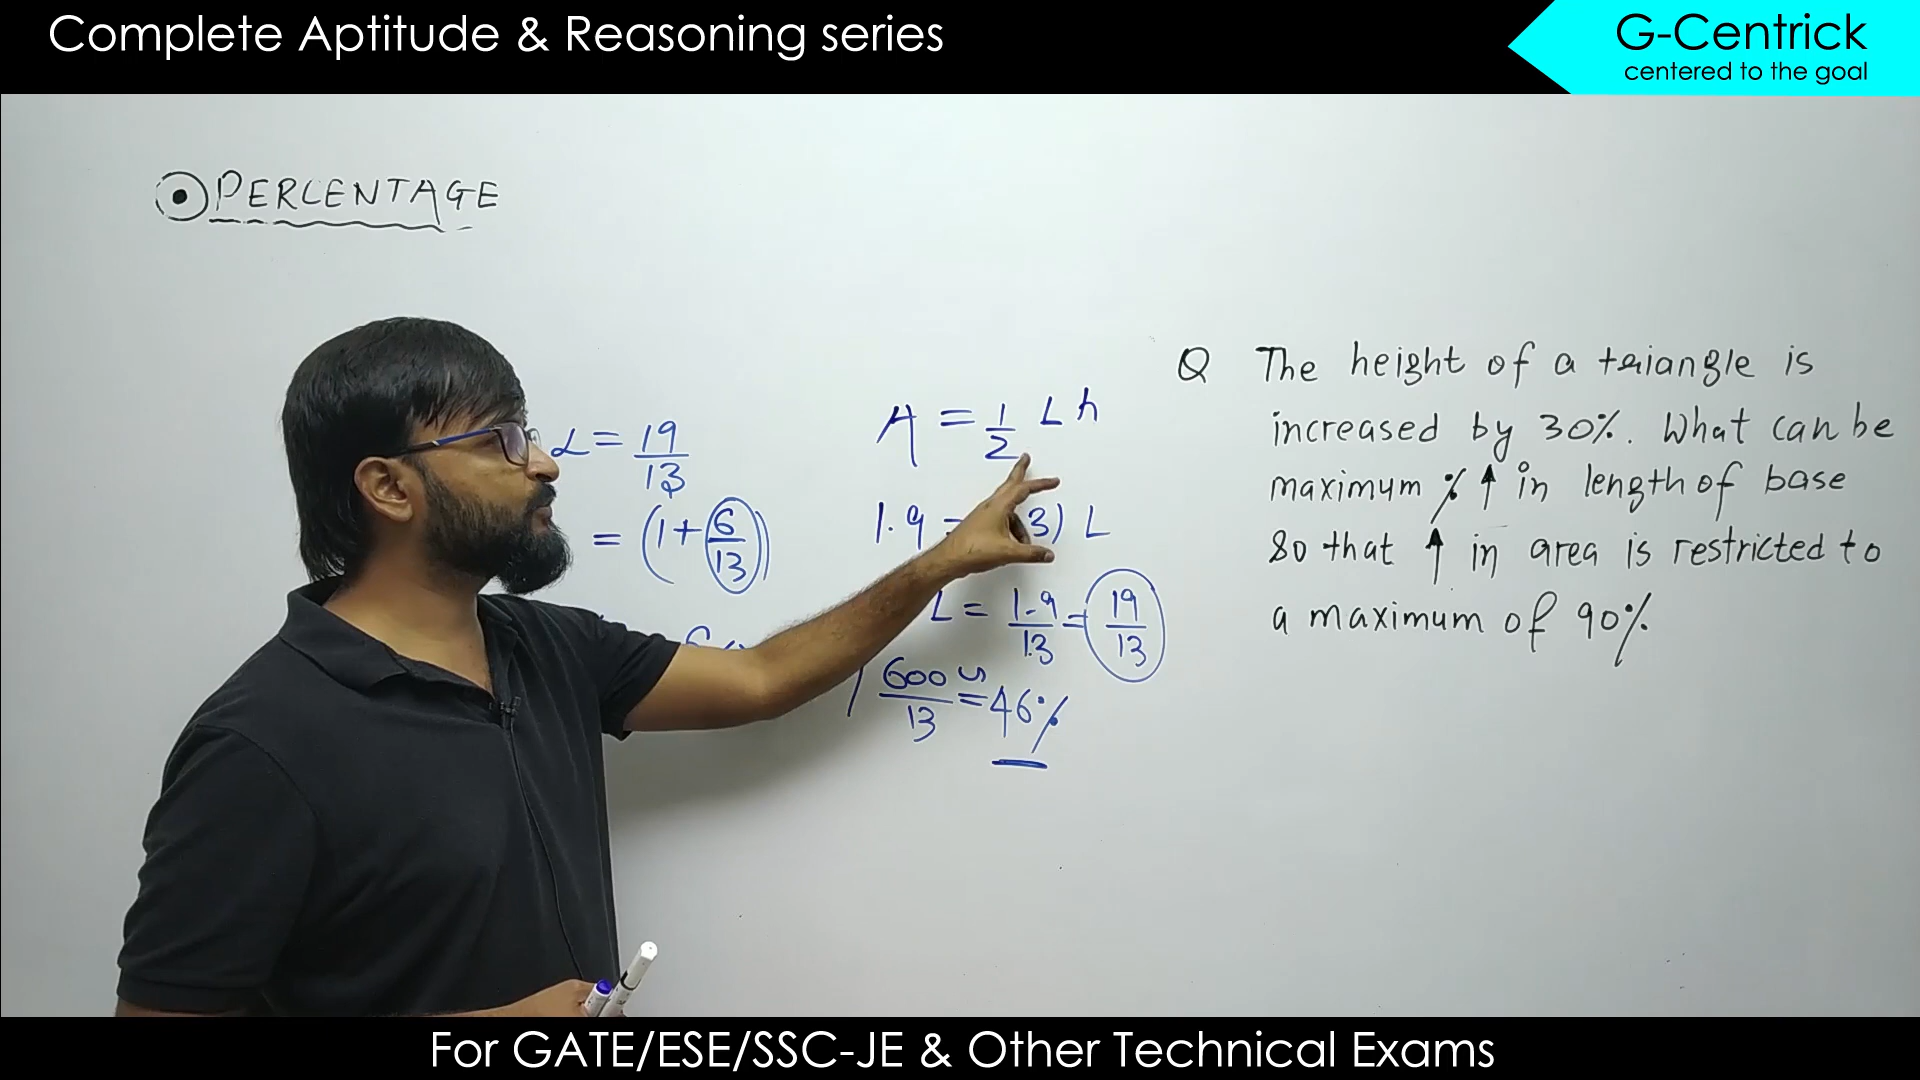 Complete Aptitude & Reasoning series
G-Centrick
centered to the goal
PERCENTAGE
L = 19/13
= (1 + 6/13)
A = 1/2 L h
1.9 = 3) L
L = 1.9/1.3 = 19/13
600/13 = 46%
Q The height of a triangle is
increased by 30%. What can be
maximum % ↑ in length of base
so that ↑ in area is restricted to
a maximum of 90%
For GATE/ESE/SSC-JE & Other Technical Exams